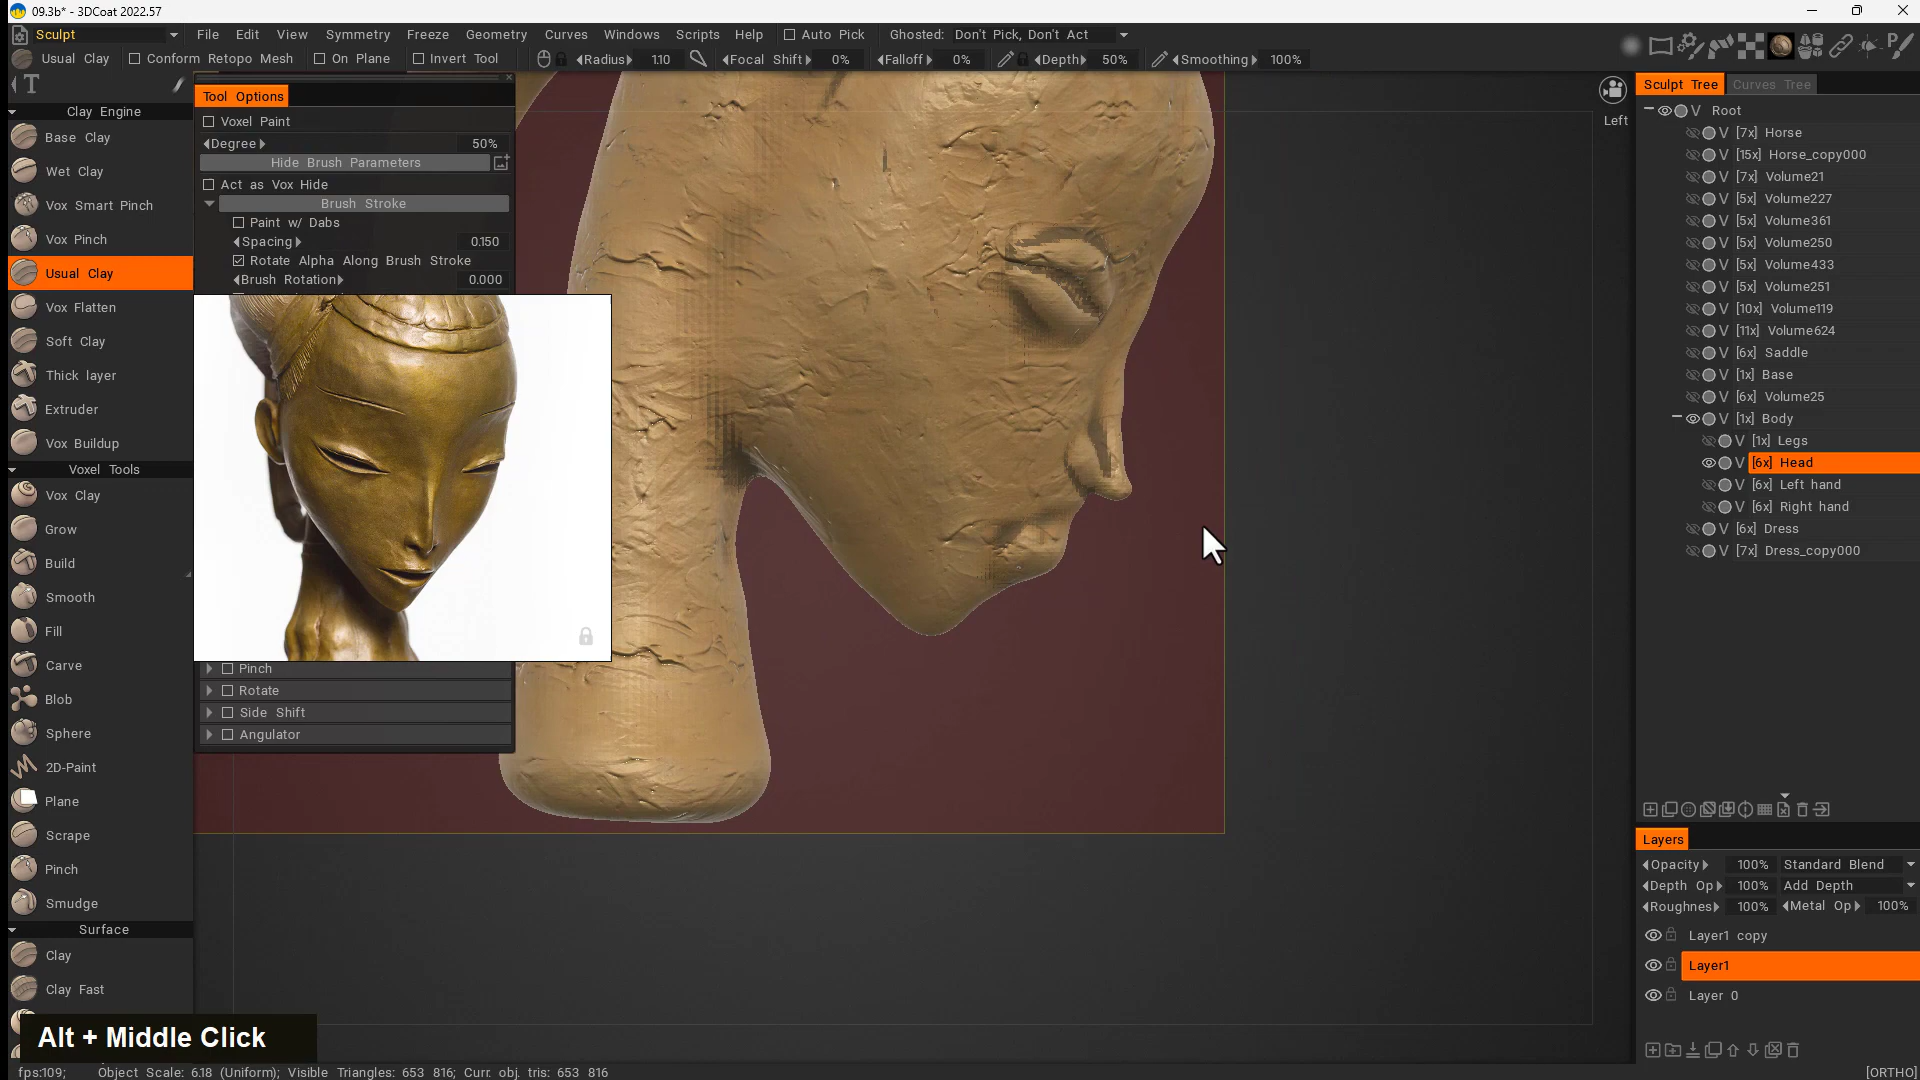 09.3b* - 3DCoat 2022.57
Sculpt File Edit View Symmetry Freeze Geometry Curves Windows Scripts Help Auto Pick Ghosted: Don't Pick, Don't Act
Usual Clay Conform Retopo Mesh On Plane Invert Tool Radius 1.10 Focal Shift 0% Falloff 0% Depth 50% Smoothing 100%
T
Clay Engine
Base Clay
Wet Clay
Vox Smart Pinch
Vox Pinch
Usual Clay
Vox Flatten
Soft Clay
Thick layer
Extruder
Vox Buildup
Voxel Tools
Vox Clay
Grow
Build
Smooth
Fill
Carve
Blob
Sphere
2D-Paint
Plane
Scrape
Pinch
Smudge
Surface
Clay
Clay Fast
Tool Options
Voxel Paint
Degree 50%
Hide Brush Parameters
Act as Vox Hide
Brush Stroke
Paint w/ Dabs
Spacing 0.150
Rotate Alpha Along Brush Stroke
Brush Rotation 0.000
Pinch
Rotate
Side Shift
Angulator
Left
Sculpt Tree Curves Tree
V Root
V [7x] Horse
V [15x] Horse_copy000
V [7x] Volume21
V [5x] Volume227
V [5x] Volume361
V [5x] Volume250
V [5x] Volume433
V [5x] Volume251
V [10x] Volume119
V [11x] Volume624
V [6x] Saddle
V [1x] Base
V [6x] Volume25
V [1x] Body
V [1x] Legs
V [6x] Head
V [6x] Left hand
V [6x] Right hand
V [6x] Dress
V [7x] Dress_copy000
Layers
Opacity 100% Standard Blend
Depth Op 100% Add Depth
Roughnes 100% Metal Op 100%
Layer1 copy
Layer1
Layer 0
Alt + Middle Click
fps:109; Object Scale: 6.18 (Uniform); Visible Triangles: 653 816; Curr. obj. tris: 653 816
[ORTHO]